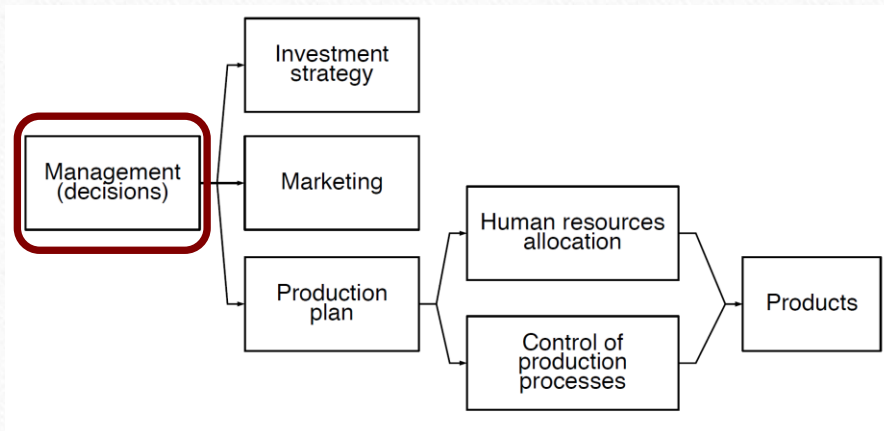 Investment
strategy
Management
(decisions)
Marketing
Production
plan
Human resources
allocation
Control of
production
processes
Products